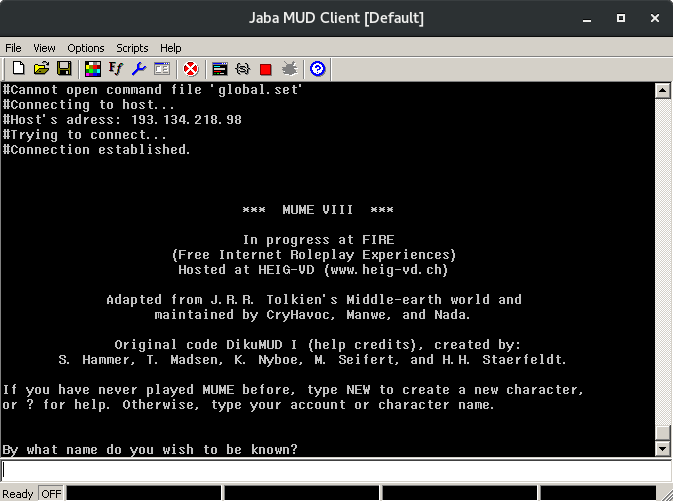 Jaba MUD Client [Default]
File View Options Scripts Help
#Cannot open command file 'global.set'
#Connecting to host...
#Host's adress: 193.134.218.98
#Trying to connect...
#Connection established.
*** MUME VIII ***
In progress at FIRE
(Free Internet Roleplay Experiences)
Hosted at HEIG-VD (www.heig-vd.ch)
Adapted from J.R.R. Tolkien's Middle-earth world and
maintained by CryHavoc, Manwe, and Nada.
Original code DikuMUD I (help credits), created by:
S. Hammer, T. Madsen, K. Nyboe, M. Seifert, and H.H. Staerfeldt.
If you have never played MUME before, type NEW to create a new character,
or ? for help. Otherwise, type your account or character name.
By what name do you wish to be known?
Ready OFF